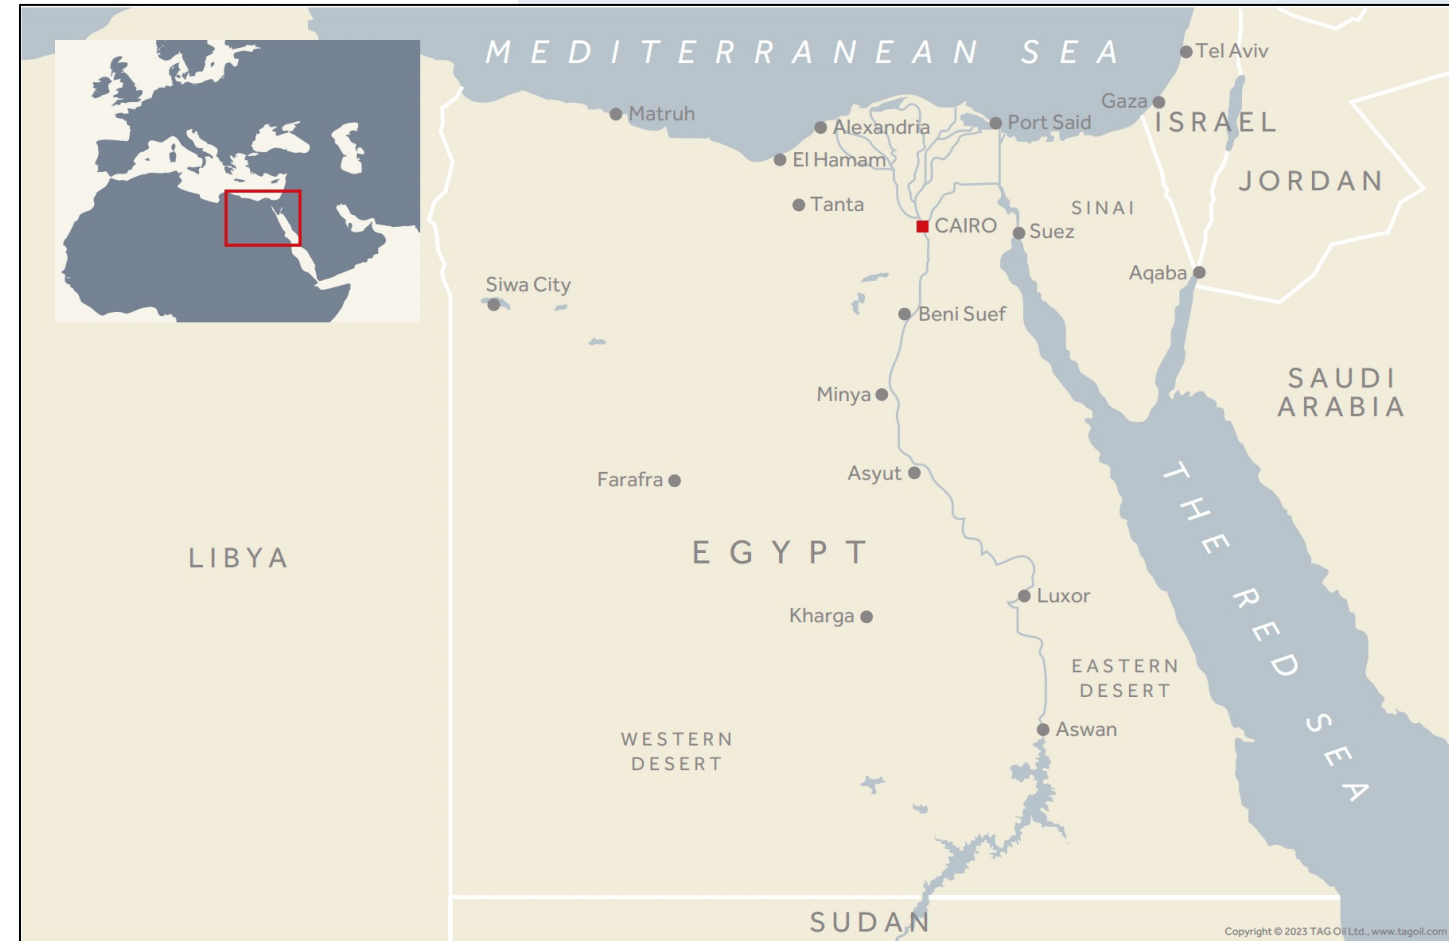 MEDITERRANEAN SEA
Tel Aviv
Gaza
Matruh
Alexandria
Port Said
ISRAEL
El Hamam
JORDAN
Tanta
SINAI
CAIRO
Suez
Aqaba
Siwa City
Beni Suef
SAUDI
ARABIA
Minya
Farafra
Asyut
THE RED SEA
LIBYA
EGYPT
Luxor
Kharga
EASTERN
DESERT
Aswan
WESTERN
DESERT
SUDAN
Copyright © 2023 TAG Oil Ltd., www.tagoil.com